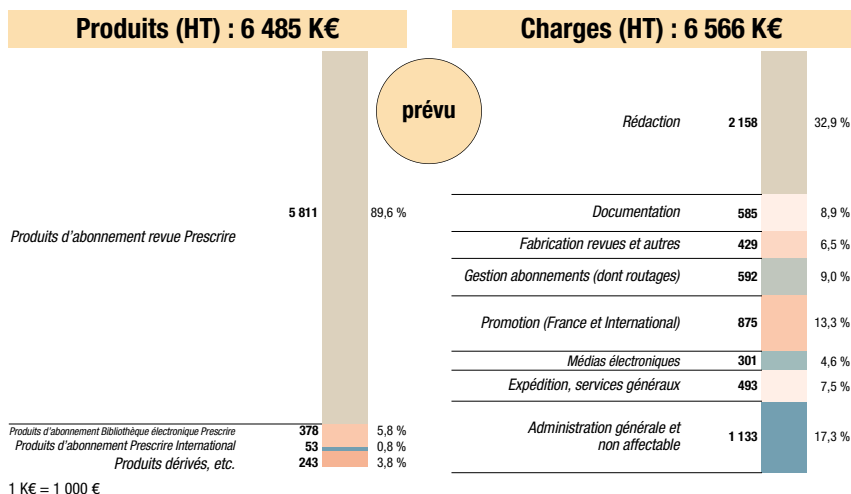 Produits (HT) : 6 485 K€
Produits d'abonnement revue Prescrire 5 811 89,6 %
Produits d'abonnement Bibliothèque électronique Prescrire 378 5,8 %
Produits d'abonnement Prescrire International 53 0,8 %
Produits dérivés, etc. 243 3,8 %
1 K€ = 1 000 €
prévu
Charges (HT) : 6 566 K€
Rédaction 2 158 32,9 %
Documentation 585 8,9 %
Fabrication revues et autres 429 6,5 %
Gestion abonnements (dont routages) 592 9,0 %
Promotion (France et International) 875 13,3 %
Médias électroniques 301 4,6 %
Expédition, services généraux 493 7,5 %
Administration générale et
non affectable 1 133 17,3 %